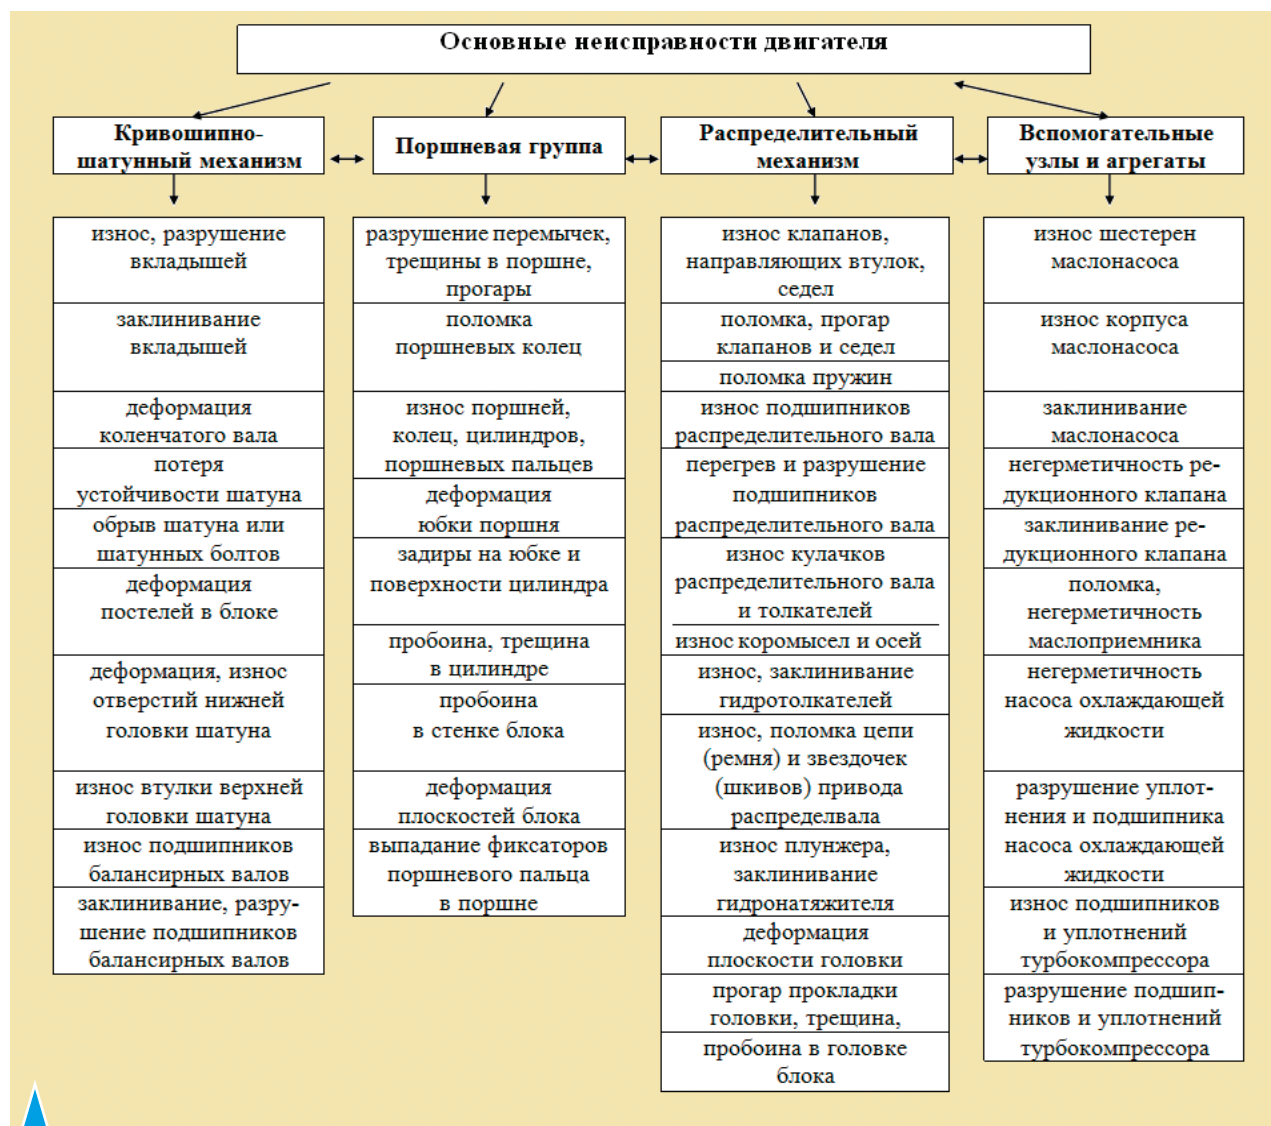 Основные неисправности двигателя
Кривошипно-
шатунный механизм
Поршневая группа
Распределительный
механизм
Вспомогательные
узлы и агрегаты
износ, разрушение
вкладышей
заклинивание
вкладышей
деформация
коленчатого вала
потеря
устойчивости шатуна
обрыв шатуна или
шатунных болтов
деформация
постелей в блоке
деформация, износ
отверстий нижней
головки шатуна
износ втулки верхней
головки шатуна
износ подшипников
балансирных валов
заклинивание, разру-
шение подшипников
балансирных валов
разрушение перемычек,
трещины в поршне,
прогары
поломка
поршневых колец
износ поршней,
колец, цилиндров,
поршневых пальцев
деформация
юбки поршня
задиры на юбке и
поверхности цилиндра
пробоина, трещина
в цилиндре
пробоина
в стенке блока
деформация
плоскостей блока
выпадание фиксаторов
поршневого пальца
в поршне
износ клапанов,
направляющих втулок,
седел
поломка, прогар
клапанов и седел
поломка пружин
износ подшипников
распределительного вала
перегрев и разрушение
подшипников
распределительного вала
износ кулачков
распределительного вала
и толкателей
износ коромысел и осей
износ, заклинивание
гидротолкателей
износ, поломка цепи
(ремня) и звездочек
(шкивов) привода
распределвала
износ плунжера,
заклинивание
гидронатяжителя
деформация
плоскости головки
прогар прокладки
головки, трещина,
пробоина в головке
блока
износ шестерен
маслонасоса
износ корпуса
маслонасоса
заклинивание
маслонасоса
негерметичность ре-
дукционного клапана
заклинивание ре-
дукционного клапана
поломка,
негерметичность
маслоприемника
негерметичность
насоса охлаждающей
жидкости
разрушение уплот-
нения и подшипника
насоса охлаждающей
жидкости
износ подшипников
и уплотнений
турбокомпрессора
разрушение подшип-
ников и уплотнений
турбокомпрессора